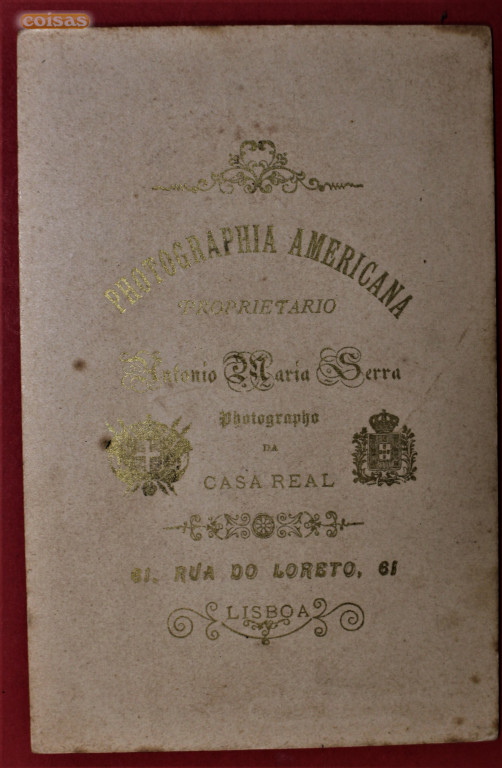 coisas
PHOTOGRAPHIA AMERICANA
PROPRIETARIO
Antonio Maria Serra
Photographo
DA
CASA REAL
61, RUA DO LORETO, 61
LISBOA